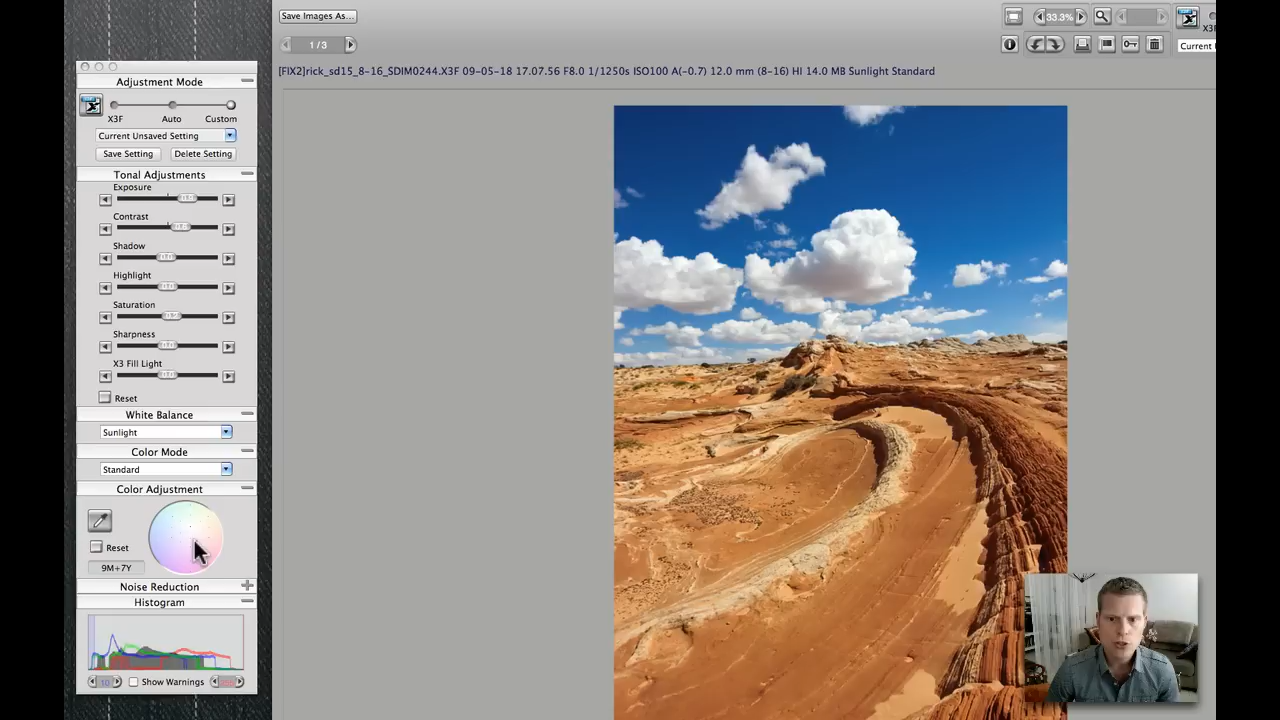 Save Images As...
1 / 3
33.3%
X3F
Current
[FIX2]rick_sd15_8-16_SDIM0244.X3F 09-05-18 17.07.56 F8.0 1/1250s ISO100 A(-0.7) 12.0 mm (8-16) HI 14.0 MB Sunlight Standard
Adjustment Mode
X3F Auto Custom
Current Unsaved Setting
Save Setting Delete Setting
Tonal Adjustments
Exposure
Contrast
Shadow
Highlight
Saturation
Sharpness
X3 Fill Light
Reset
White Balance
Sunlight
Color Mode
Standard
Color Adjustment
Reset
9M+7Y
Noise Reduction
Histogram
10 Show Warnings